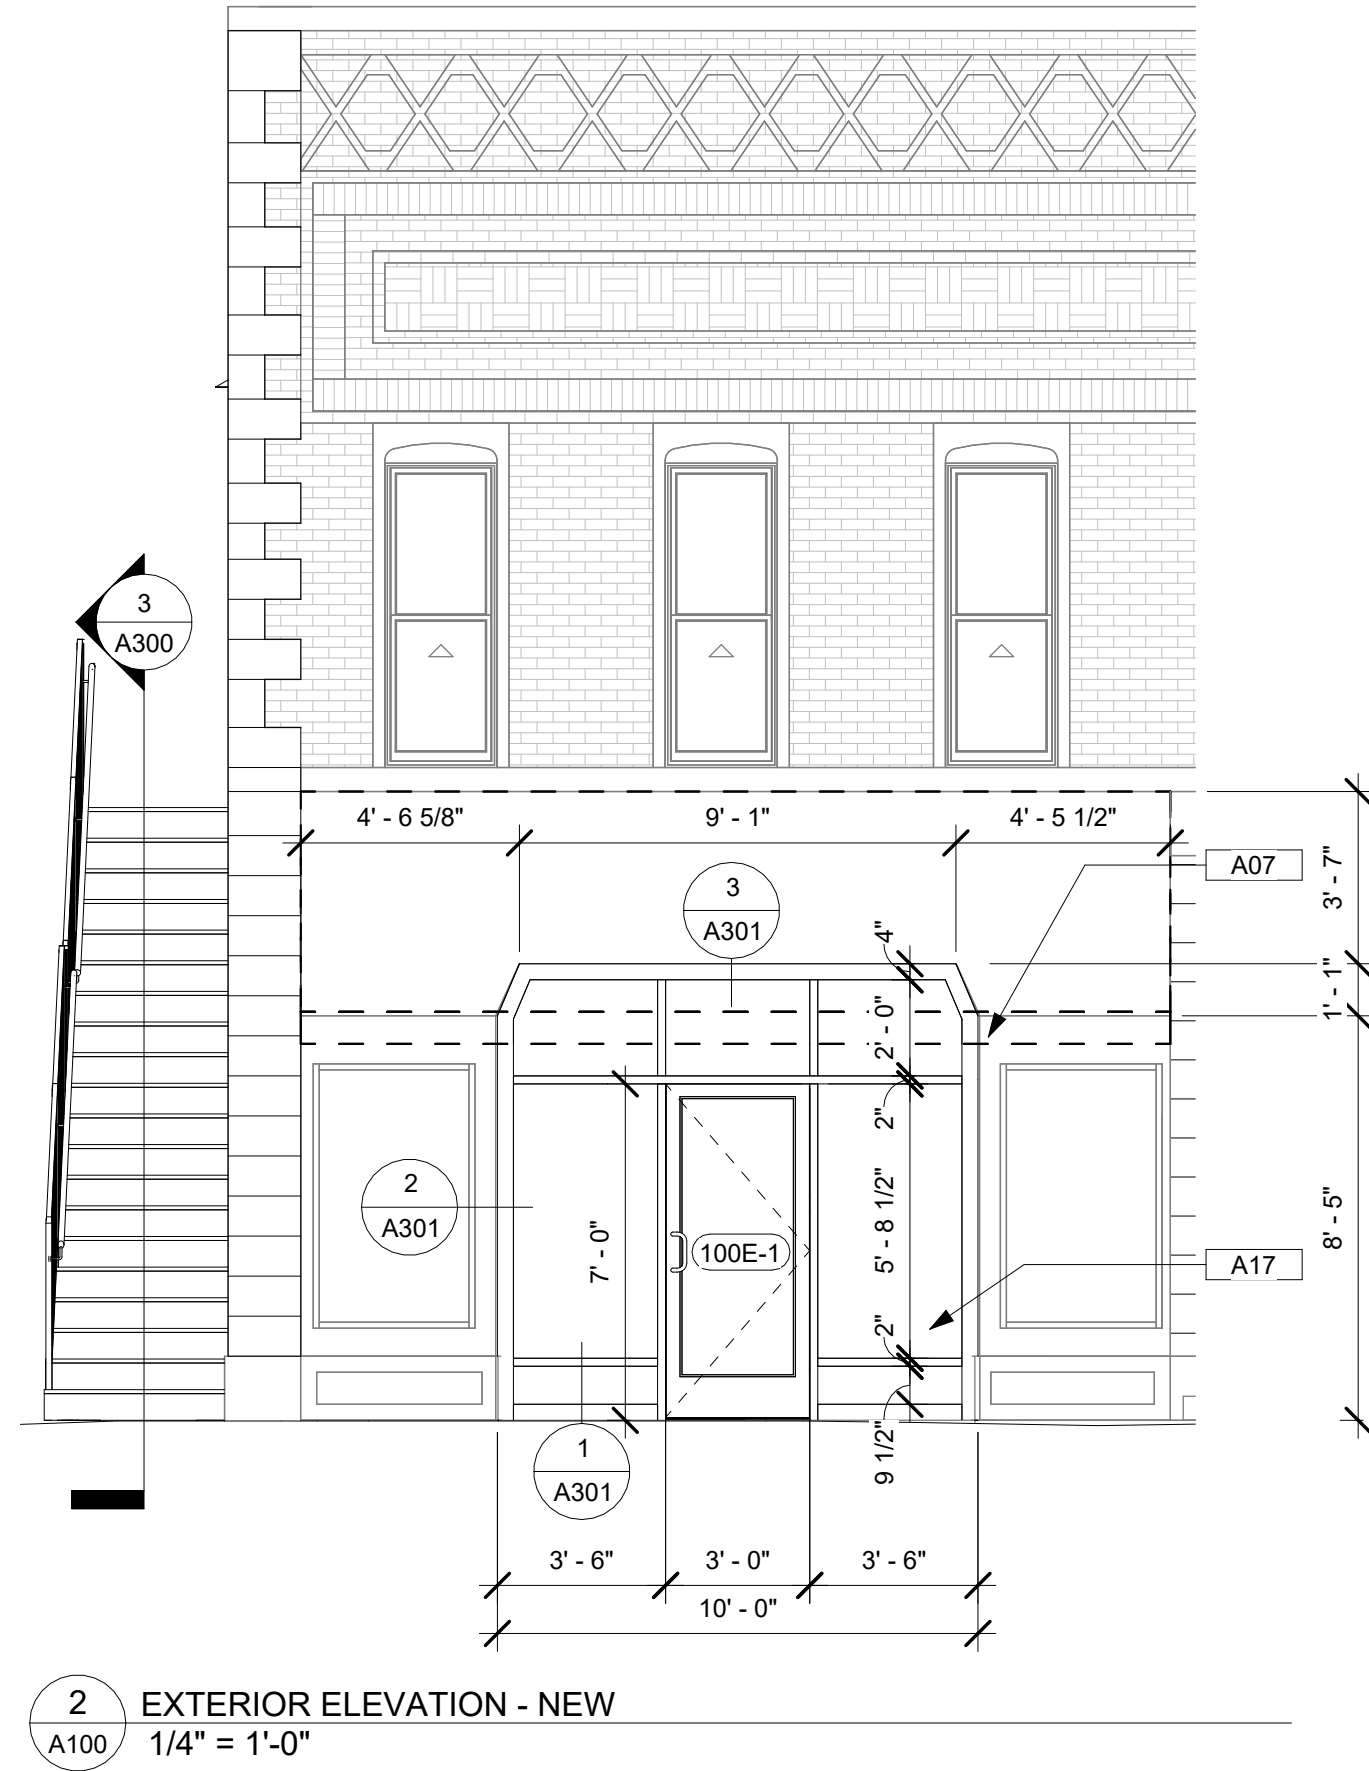 3
A300
4' - 6 5/8"
9' - 1"
4' - 5 1/2"
A07
3' - 7"
3
A301
4"
1' - 1"
2' - 0"
2"
2
A301
7' - 0"
100E-1
5' - 8 1/2"
8' - 5"
A17
2"
9 1/2"
1
A301
3' - 6"
3' - 0"
3' - 6"
10' - 0"
2
A100
EXTERIOR ELEVATION - NEW
1/4" = 1'-0"